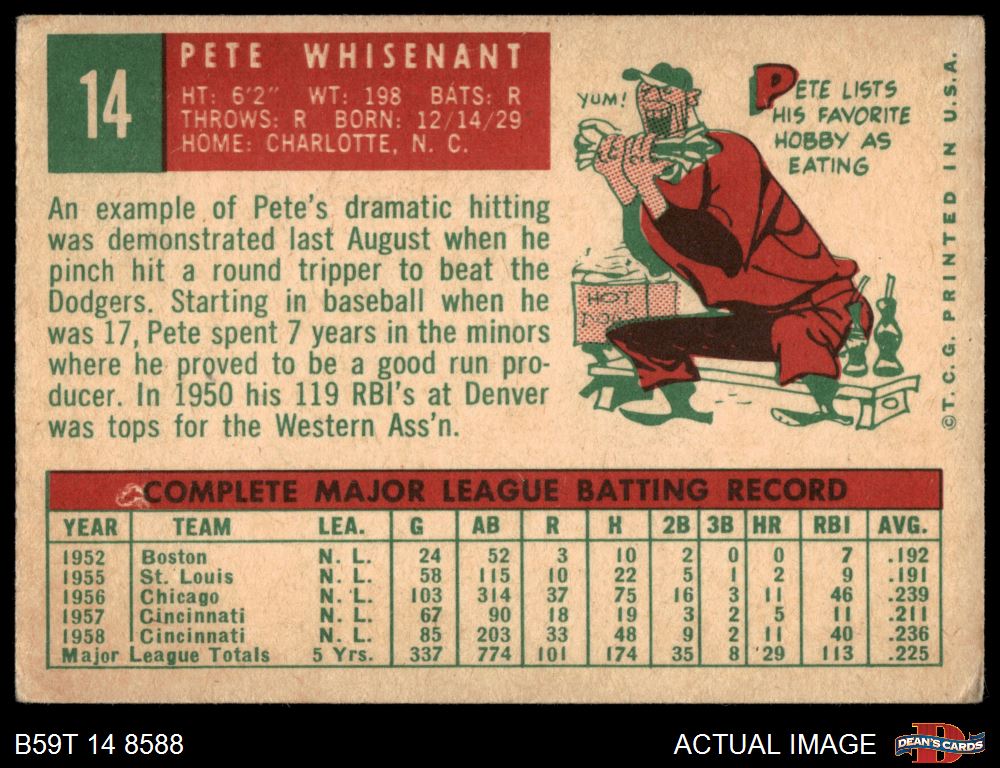 14
PETE WHISENANT
HT: 6'2" WT: 198 BATS: R
THROWS: R BORN: 12/14/29
HOME: CHARLOTTE, N. C.
An example of Pete's dramatic hitting
was demonstrated last August when he
pinch hit a round tripper to beat the
Dodgers. Starting in baseball when he
was 17, Pete spent 7 years in the minors
where he proved to be a good run pro-
ducer. In 1950 his 119 RBI's at Denver
was tops for the Western Ass'n.
YUM!
PETE LISTS
HIS FAVORITE
HOBBY AS
EATING
HOT
©T. C. G. PRINTED IN U.S.A.
COMPLETE MAJOR LEAGUE BATTING RECORD
YEAR TEAM LEA. G AB R H 2B 3B HR RBI AVG.
1952 Boston N. L. 24 52 3 10 2 0 0 7 .192
1955 St. Louis N. L. 58 115 10 22 5 1 2 9 .191
1956 Chicago N. L. 103 314 37 75 16 3 11 46 .239
1957 Cincinnati N. L. 67 90 18 19 3 2 5 11 .211
1958 Cincinnati N. L. 85 203 33 48 9 2 11 40 .236
Major League Totals 5 Yrs. 337 774 101 174 35 8 29 113 .225
B59T 14 8588
ACTUAL IMAGE
D
DEAN'S CARDS